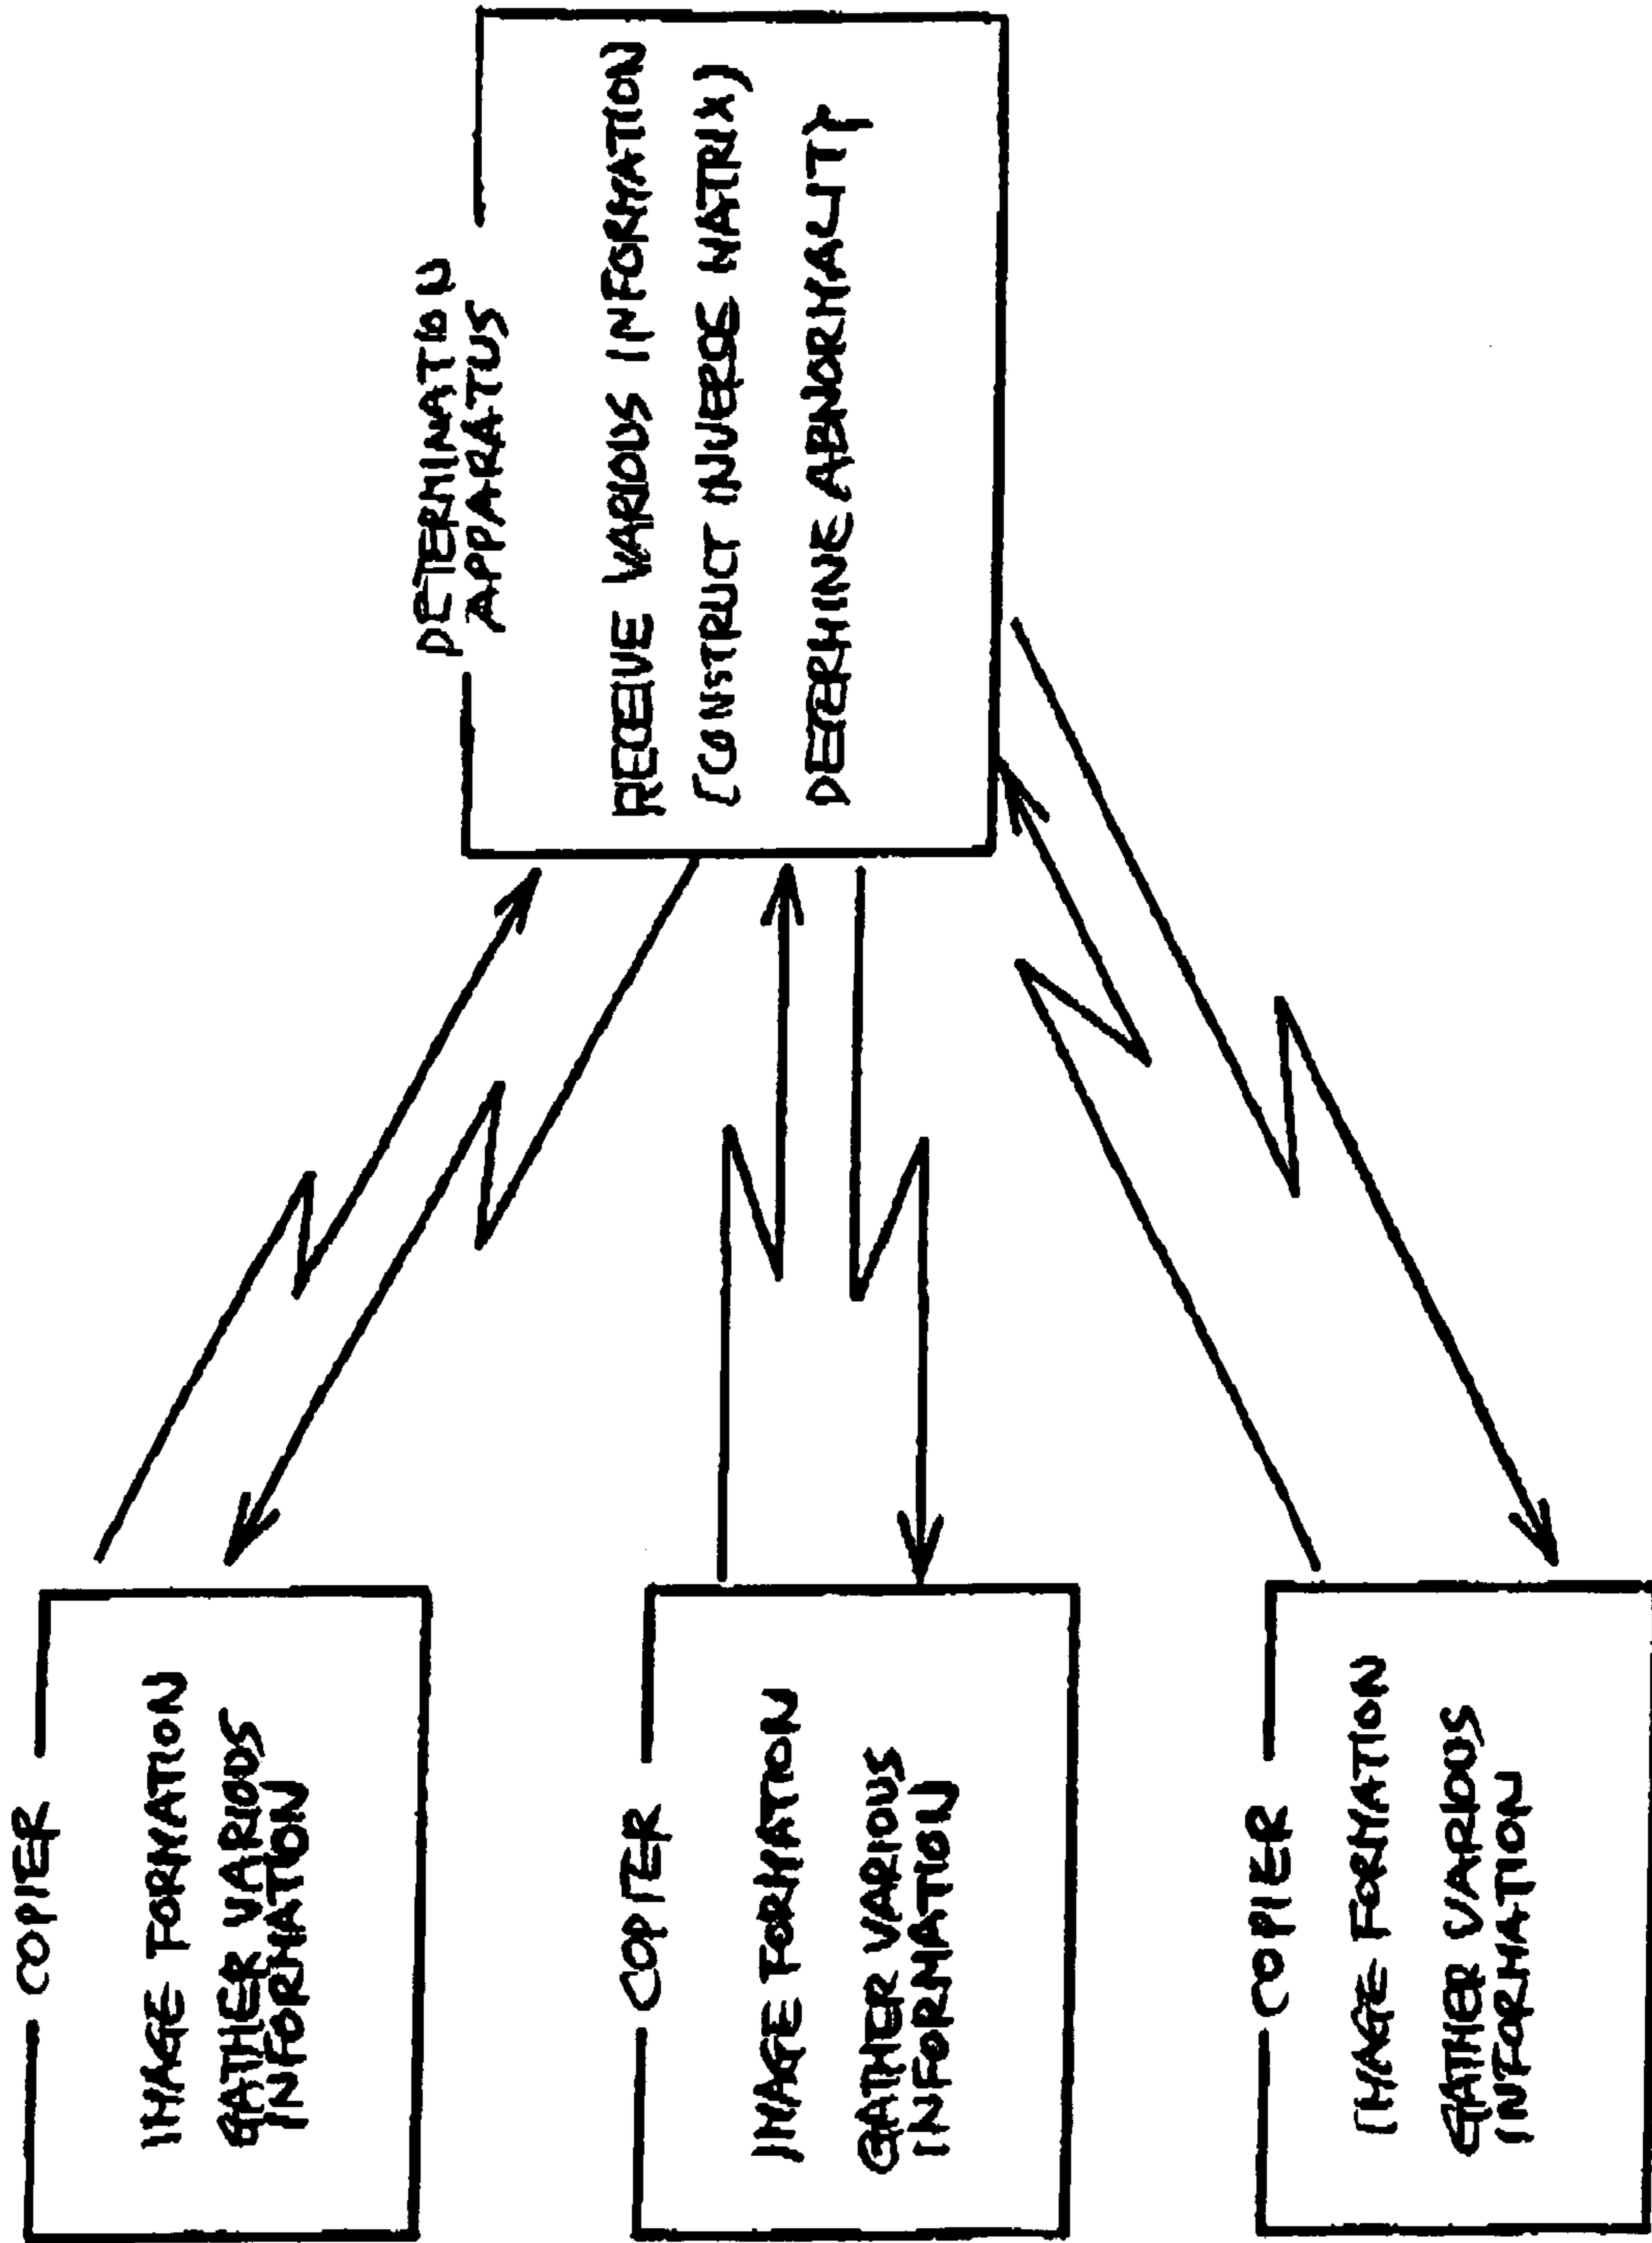 DETERMINATION
APPARATUS
RECEIVE VARIOUS INFORMATION
(CONSTRUCT INVERSE MATRIX)
DETERMINE ABNORMALITY
COPIER
IMAGE FORMATION
GATHER VARIOUS
INFORMATION
COPIER
IMAGE FORMATION
GATHER VARIOUS
INFORMATION
COPIER
IMAGE FORMATION
GATHER VARIOUS
INFORMATION